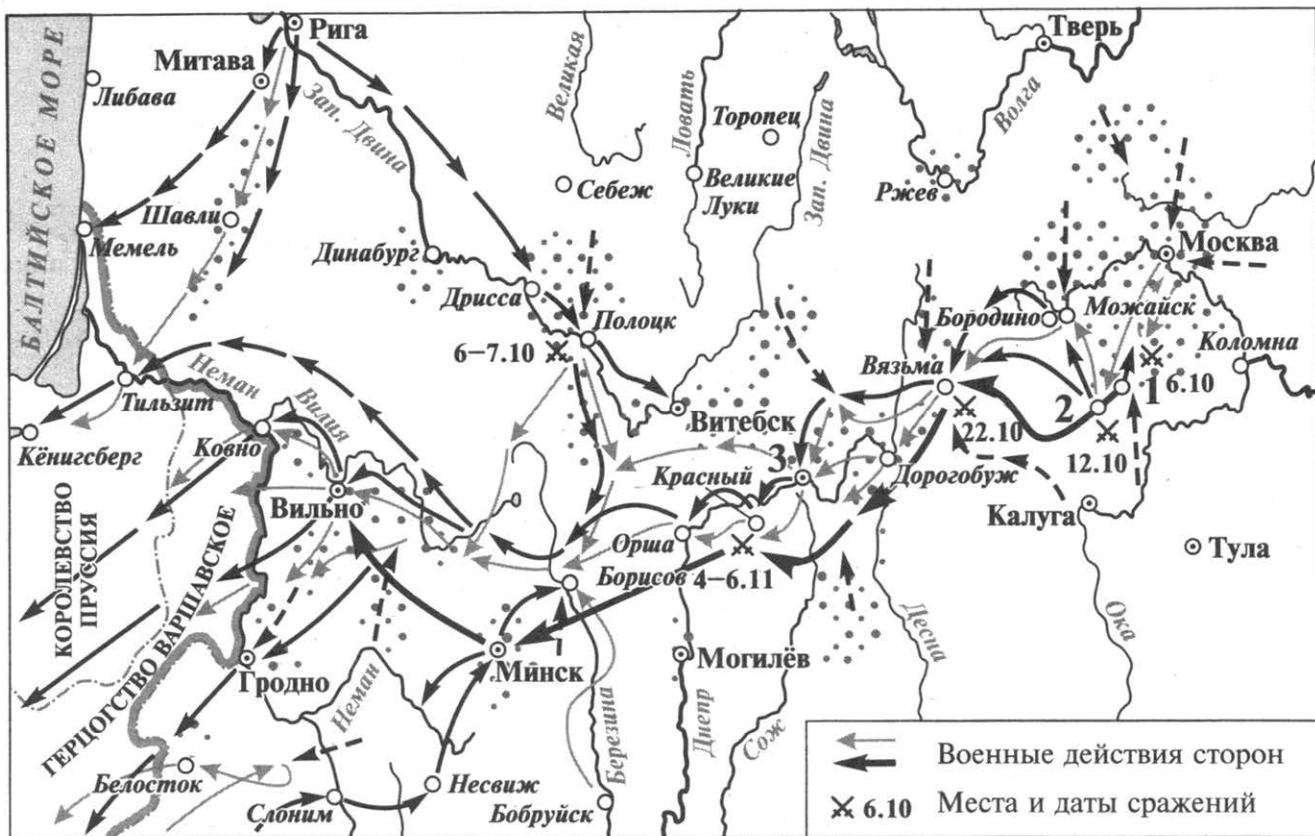 Рига
Тверь
Митава
БАЛТИЙСКОЕ МОРЕ
Либава
Зап. Двина
Великая
Ловать
Торопец
Зап. Двина
Волга
Себеж
Великие
Луки
Ржев
Шавли
Мемель
Динабург
Москва
Дрисса
Можайск
Бородино
Полоцк
6–7.10
Коломна
Вязьма
6.10
1
2
Неман
Тильзит
Вилия
Витебск
22.10
12.10
Кёнигсберг
Ковно
Красный
3
Дорогобуж
Вильно
Калуга
Орша
Тула
Борисов
4–6.11
КОРОЛЕВСТВО
ПРУССИЯ
ГЕРЦОГСТВО ВАРШАВСКОЕ
Десна
Ока
Гродно
Минск
Могилёв
Неман
Березина
Днепр
Сож
Белосток
Несвиж
Слоним
Бобруйск
Военные действия сторон
6.10 Места и даты сражений